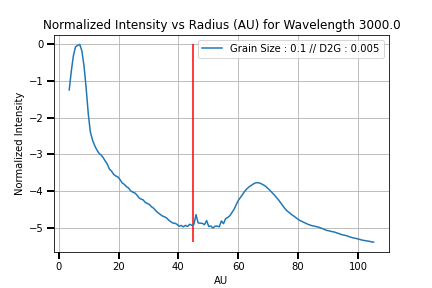 Normalized Intensity vs Radius (AU) for Wavelength 3000.0
Grain Size : 0.1 // D2G : 0.005
Normalized Intensity
0
−1
−2
−3
−4
−5
0 20 40 60 80 100
AU